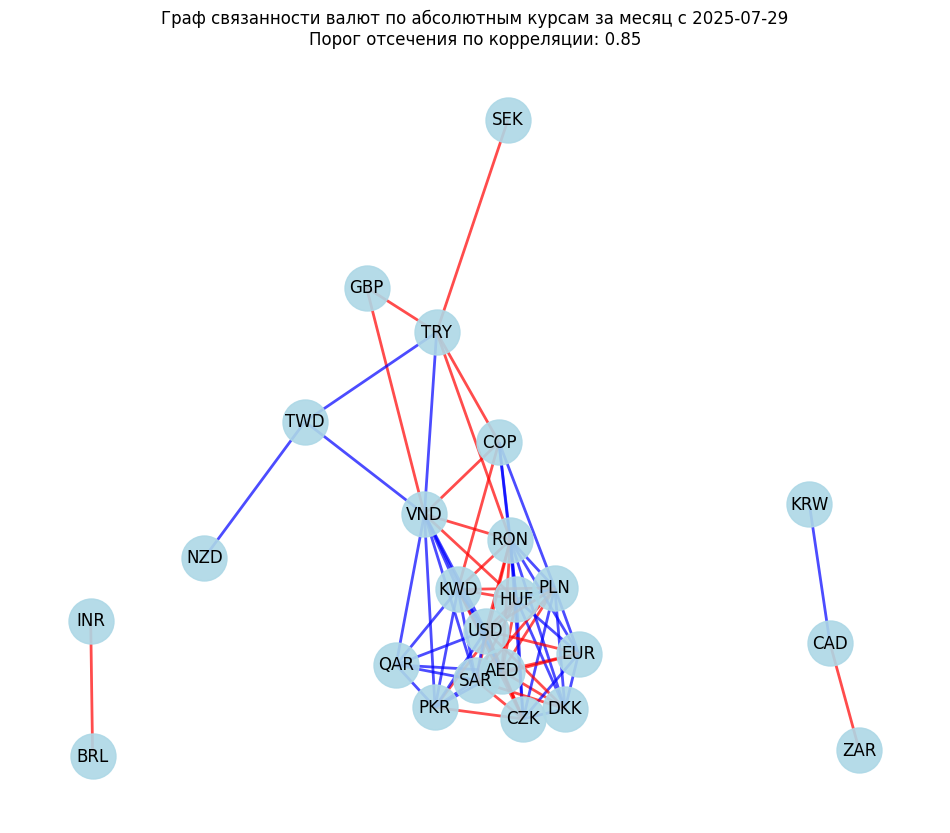 Граф связанности валют по абсолютным курсам за месяц с 2025-07-29
Порог отсечения по корреляции: 0.85
SEK
GBP
TRY
TWD
COP
VND
KRW
RON
NZD
KWD
HUF
PLN
INR
USD
CAD
EUR
QAR
SAR
AED
PKR
CZK
DKK
BRL
ZAR